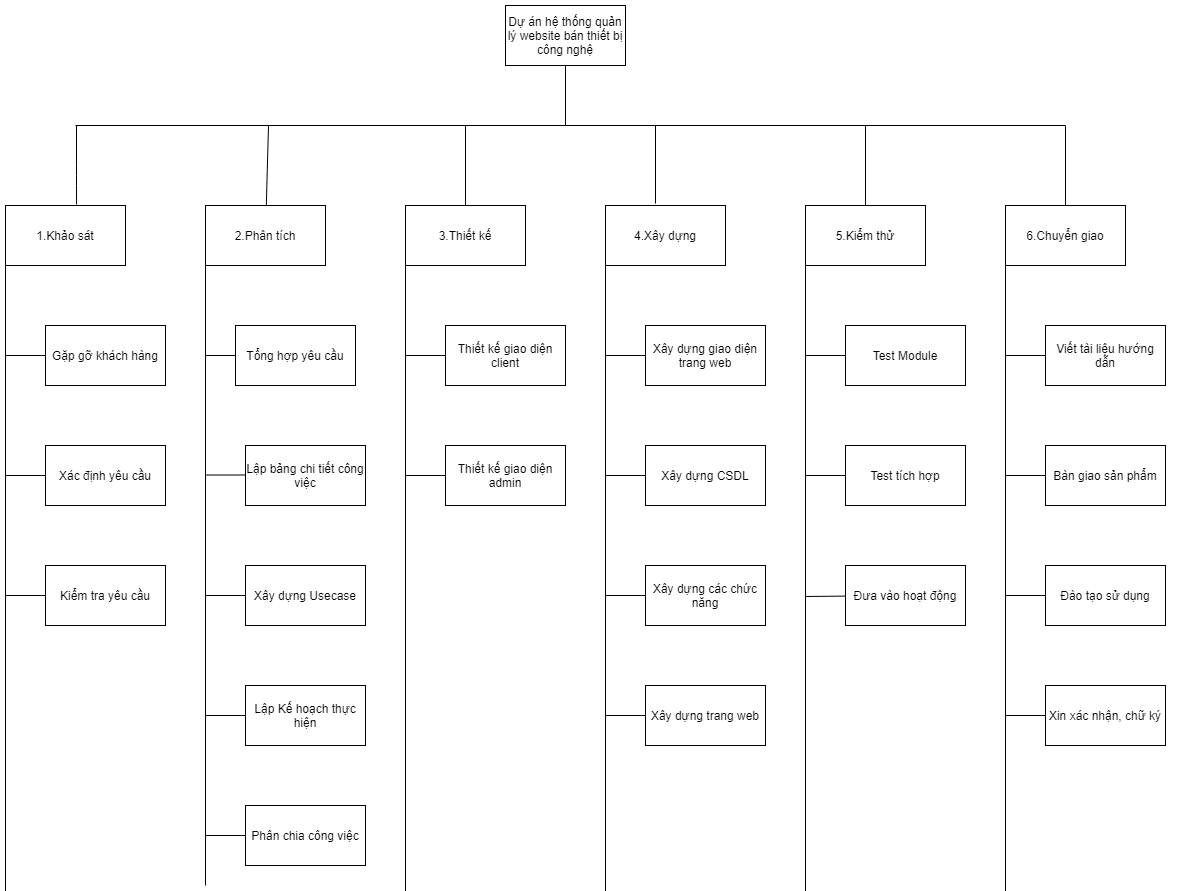 Dự án hệ thống quản
lý website bán thiết bị
công nghệ
1.Khảo sát
2.Phân tích
3.Thiết kế
4.Xây dựng
5.Kiểm thử
6.Chuyển giao
Gặp gỡ khách hàng
Tổng hợp yêu cầu
Thiết kế giao diện
client
Xây dựng giao diện
trang web
Test Module
Viết tài liệu hướng
dẫn
Xác định yêu cầu
Lập bảng chi tiết công
việc
Thiết kế giao diện
admin
Xây dựng CSDL
Test tích hợp
Bàn giao sản phẩm
Kiểm tra yêu cầu
Xây dựng Usecase
Xây dựng các chức
năng
Đưa vào hoạt động
Đào tạo sử dụng
Lập Kế hoạch thực
hiện
Xây dựng trang web
Xin xác nhận, chữ ký
Phân chia công việc